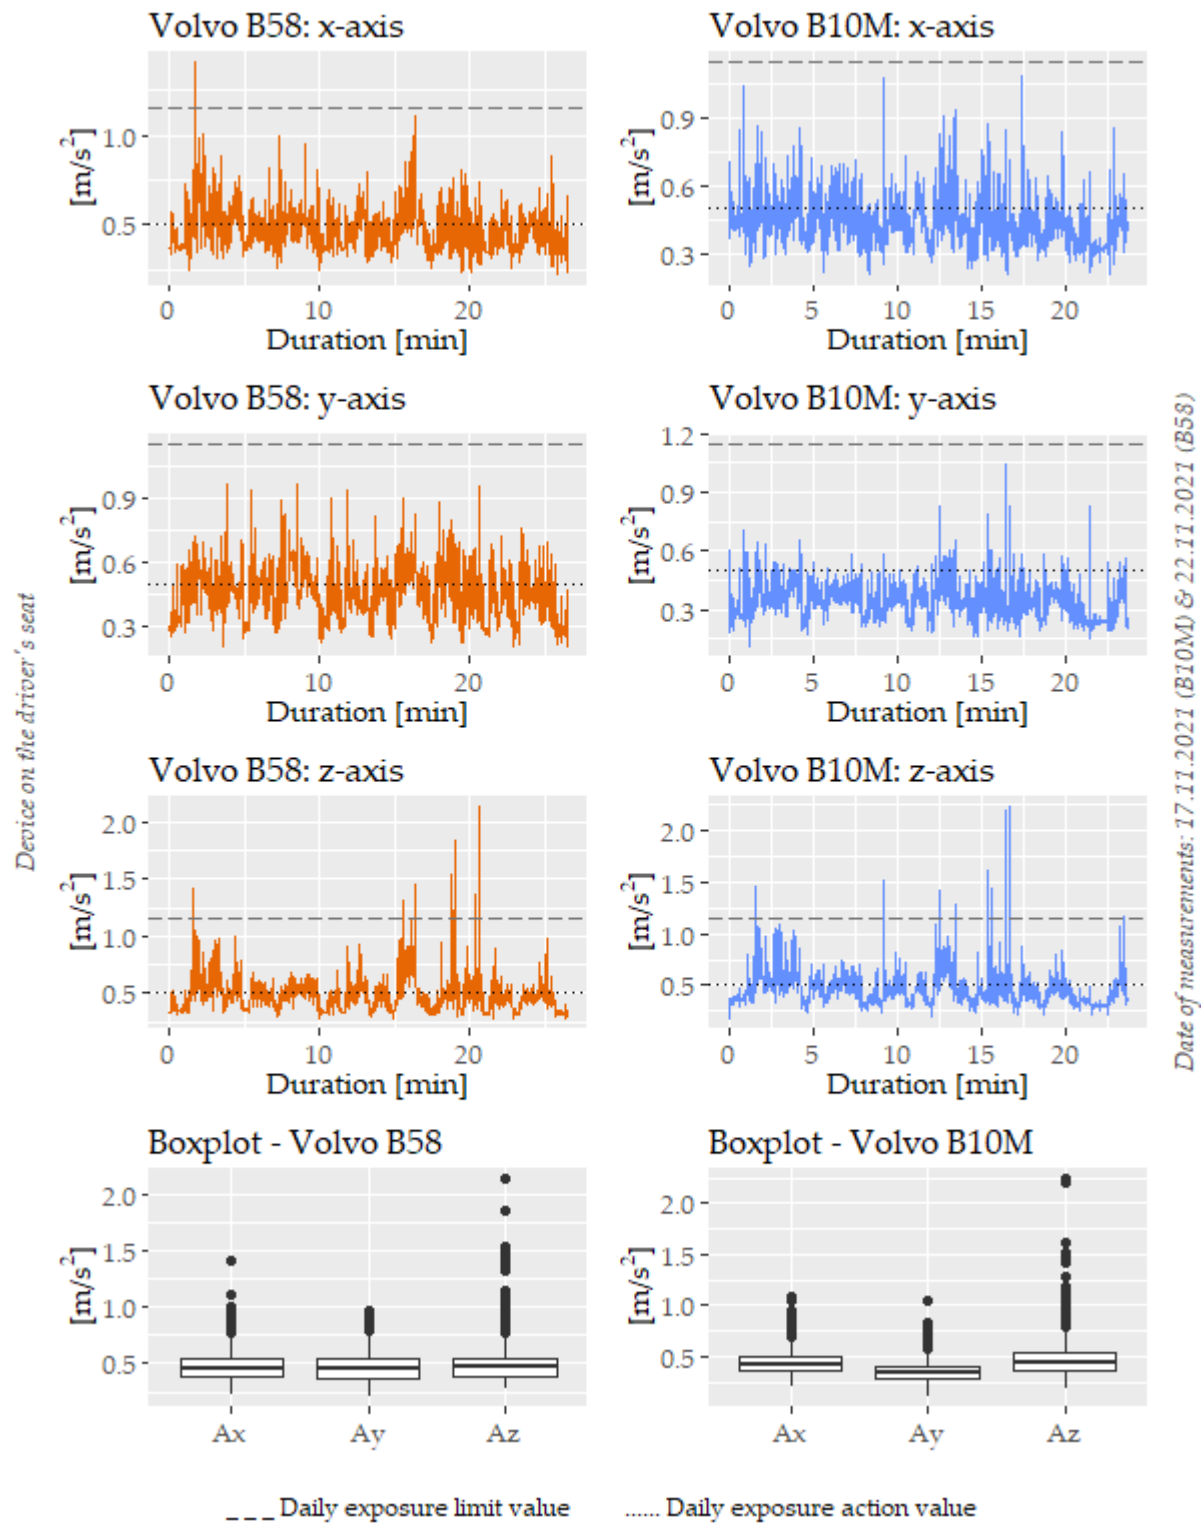 Volvo B58: x-axis
[m/s²]
1.0
0.5
0 10 20
Duration [min]
Volvo B10M: x-axis
[m/s²]
0.9
0.6
0.3
0 5 10 15 20
Duration [min]
Volvo B58: y-axis
[m/s²]
0.9
0.6
0.3
0 10 20
Duration [min]
Volvo B10M: y-axis
[m/s²]
1.2
0.9
0.6
0.3
0 5 10 15 20
Duration [min]
Volvo B58: z-axis
[m/s²]
2.0
1.5
1.0
0.5
0 10 20
Duration [min]
Volvo B10M: z-axis
[m/s²]
2.0
1.5
1.0
0.5
0 5 10 15 20
Duration [min]
Boxplot - Volvo B58
[m/s²]
2.0
1.5
1.0
0.5
Ax Ay Az
Boxplot - Volvo B10M
[m/s²]
2.0
1.5
1.0
0.5
Ax Ay Az
Device on the driver's seat
Date of measurements: 17.11.2021 (B10M) & 22.11.2021 (B58)
_ _ _ Daily exposure limit value ...... Daily exposure action value